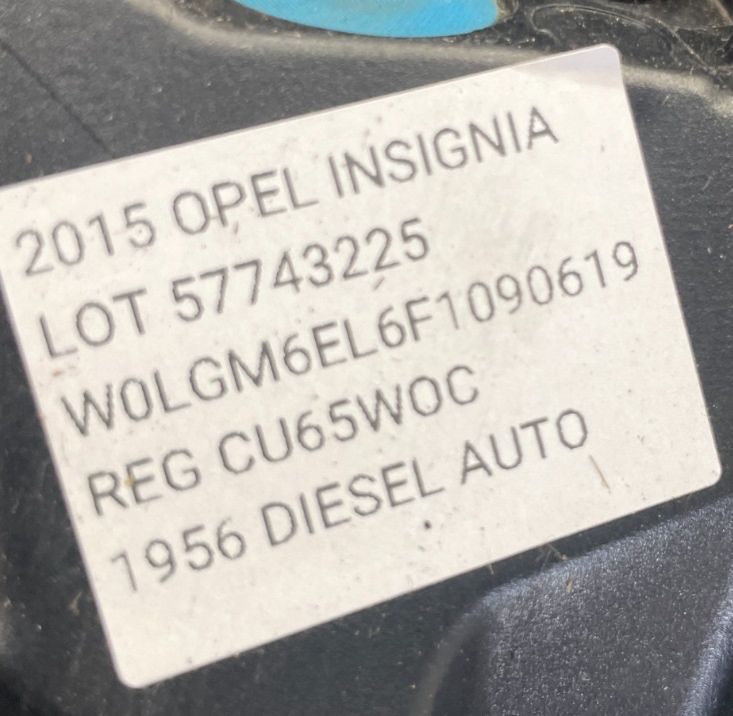 2015 OPEL INSIGNIA
LOT 57743225
W0LGM6EL6F1090619
REG CU65WOC
1956 DIESEL AUTO